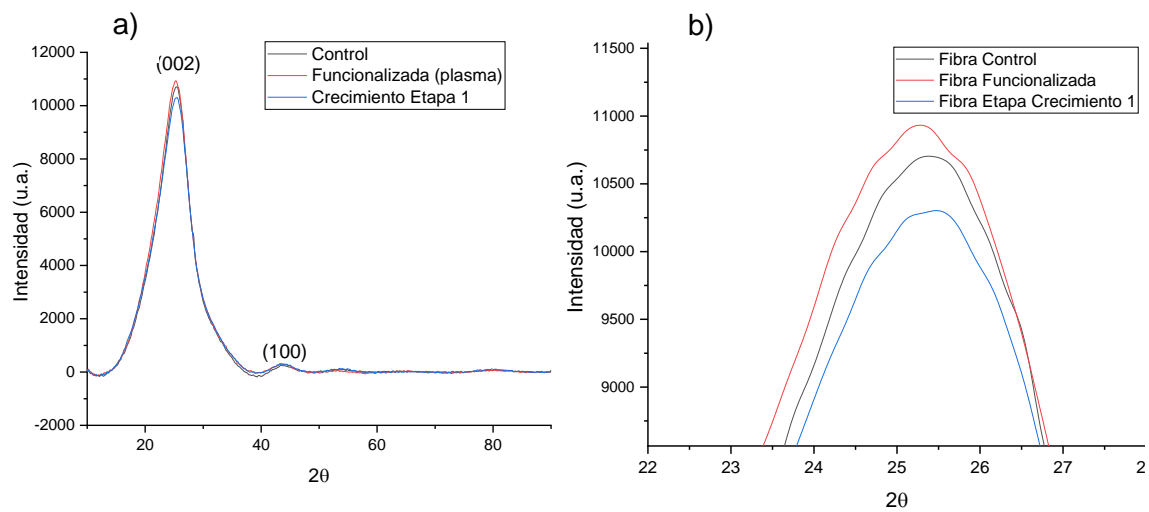 a)
(002)
Control
Funcionalizada (plasma)
Crecimiento Etapa 1
12000
10000
8000
6000
4000
2000
0
-2000
Intensidad (u.a.)
(100)
20
40
60
80
2θ
b)
Fibra Control
Fibra Funcionalizada
Fibra Etapa Crecimiento 1
11500
11000
10500
10000
9500
9000
Intensidad (u.a.)
22
23
24
25
26
27
2θ